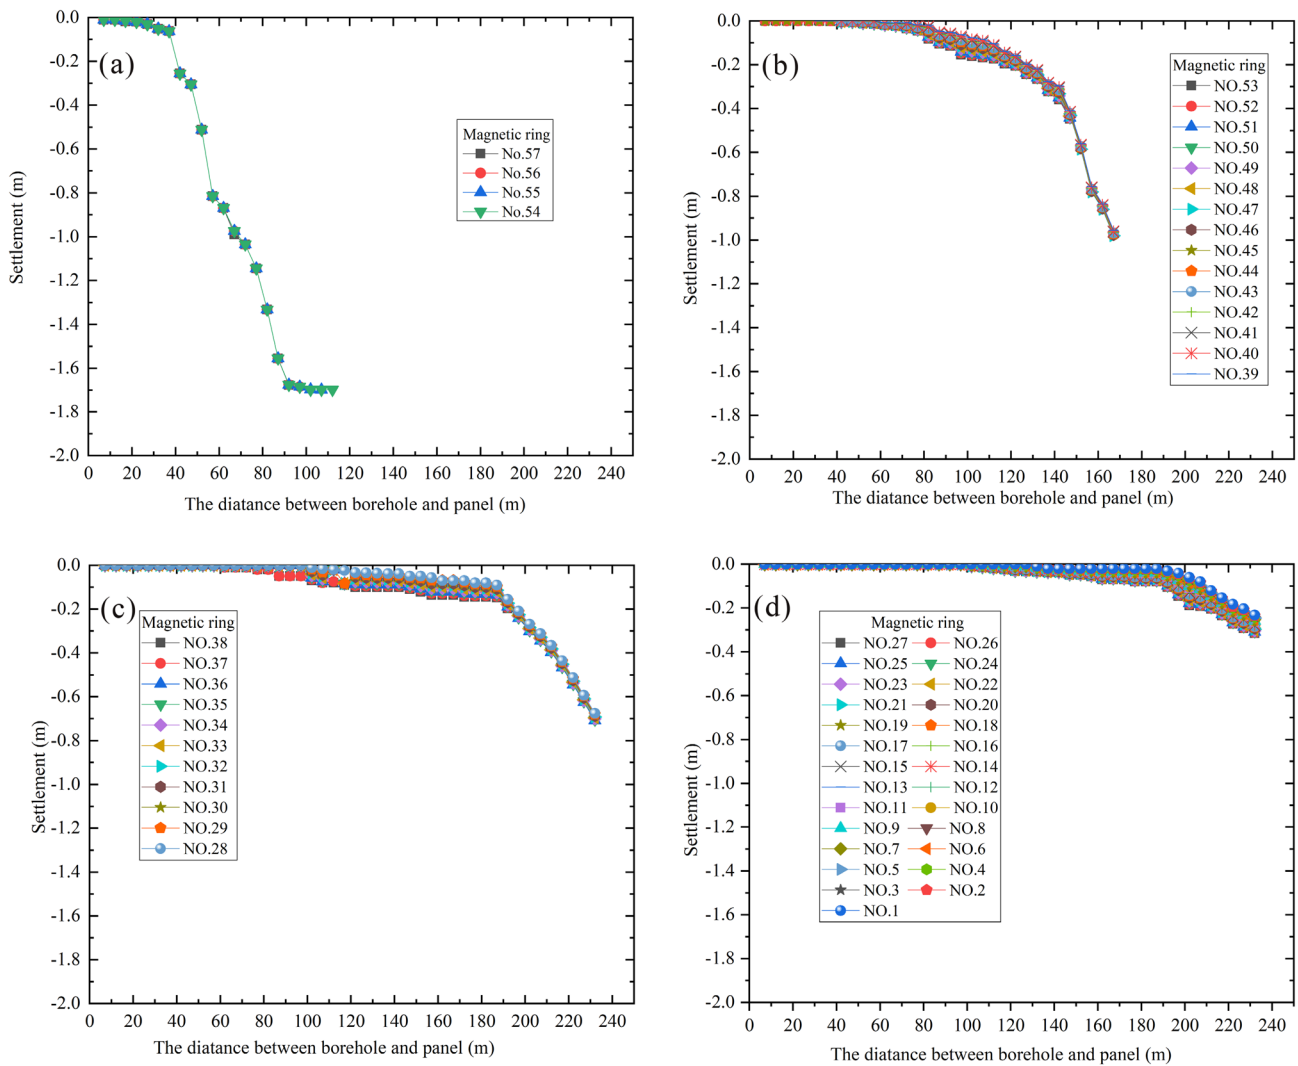 (a)
0.0
-0.2
-0.4
-0.6
-0.8
-1.0
-1.2
-1.4
-1.6
-1.8
-2.0
Settlement (m)
Magnetic ring
No.57
No.56
No.55
No.54
0 20 40 60 80 100 120 140 160 180 200 220 240
The diatance between borehole and panel (m)
(b)
0.0
-0.2
-0.4
-0.6
-0.8
-1.0
-1.2
-1.4
-1.6
-1.8
-2.0
Settlement (m)
Magnetic ring
NO.53
NO.52
NO.51
NO.50
NO.49
NO.48
NO.47
NO.46
NO.45
NO.44
NO.43
NO.42
NO.41
NO.40
NO.39
0 20 40 60 80 100 120 140 160 180 200 220 240
The diatance between borehole and panel (m)
(c)
0.0
-0.2
-0.4
-0.6
-0.8
-1.0
-1.2
-1.4
-1.6
-1.8
-2.0
Settlement (m)
Magnetic ring
NO.38
NO.37
NO.36
NO.35
NO.34
NO.33
NO.32
NO.31
NO.30
NO.29
NO.28
0 20 40 60 80 100 120 140 160 180 200 220 240
The diatance between borehole and panel (m)
(d)
0.0
-0.2
-0.4
-0.6
-0.8
-1.0
-1.2
-1.4
-1.6
-1.8
-2.0
Settlement (m)
Magnetic ring
NO.27 NO.26
NO.25 NO.24
NO.23 NO.22
NO.21 NO.20
NO.19 NO.18
NO.17 NO.16
NO.15 NO.14
NO.13 NO.12
NO.11 NO.10
NO.9 NO.8
NO.7 NO.6
NO.5 NO.4
NO.3 NO.2
NO.1
0 20 40 60 80 100 120 140 160 180 200 220 240
The diatance between borehole and panel (m)